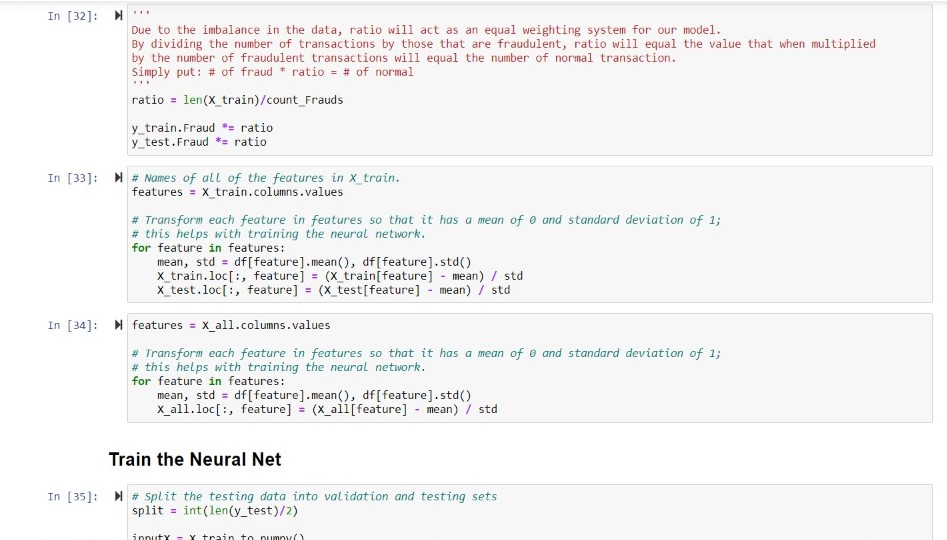 In [32]:
'''
Due to the imbalance in the data, ratio will act as an equal weighting system for our model.
By dividing the number of transactions by those that are fraudulent, ratio will equal the value that when multiplied
by the number of fraudulent transactions will equal the number of normal transaction.
Simply put: # of fraud * ratio = # of normal
'''
ratio = len(X_train)/count_Frauds
y_train.Fraud *= ratio
y_test.Fraud *= ratio
In [33]:
# Names of all of the features in X_train.
features = X_train.columns.values
# Transform each feature in features so that it has a mean of 0 and standard deviation of 1;
# this helps with training the neural network.
for feature in features:
mean, std = df[feature].mean(), df[feature].std()
X_train.loc[:, feature] = (X_train[feature] - mean) / std
X_test.loc[:, feature] = (X_test[feature] - mean) / std
In [34]:
features = X_all.columns.values
# Transform each feature in features so that it has a mean of 0 and standard deviation of 1;
# this helps with training the neural network.
for feature in features:
mean, std = df[feature].mean(), df[feature].std()
X_all.loc[:, feature] = (X_all[feature] - mean) / std
Train the Neural Net
In [35]:
# Split the testing data into validation and testing sets
split = int(len(y_test)/2)
inputX = X_train.to_numpy()